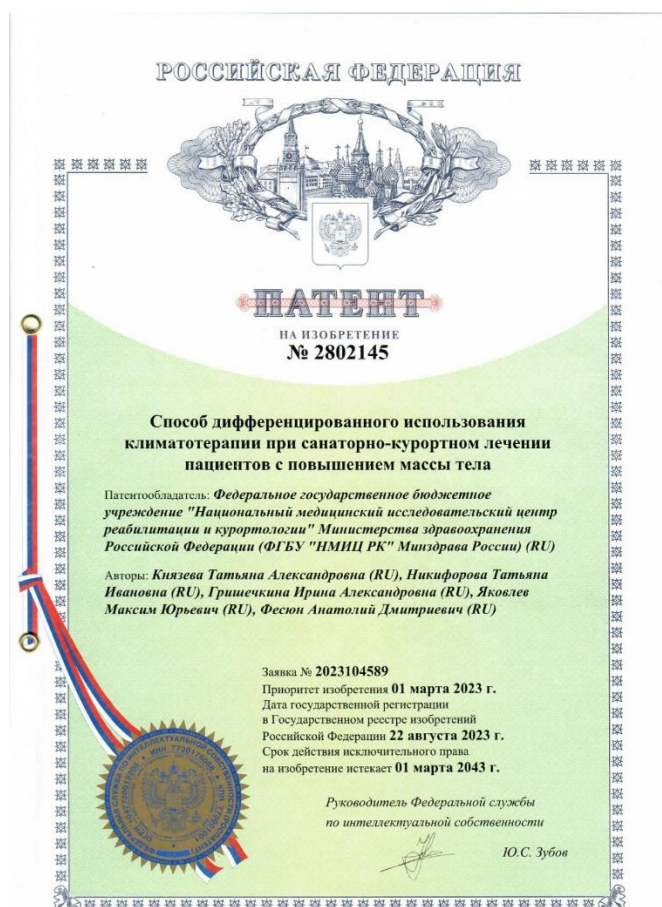 РОССИЙСКАЯ ФЕДЕРАЦИЯ
ПАТЕНТ
НА ИЗОБРЕТЕНИЕ
№ 2802145
Способ дифференцированного использования
климатотерапии при санаторно-курортном лечении
пациентов с повышением массы тела
Патентообладатель: Федеральное государственное бюджетное
учреждение "Национальный медицинский исследовательский центр
реабилитации и курортологии" Министерства здравоохранения
Российской Федерации (ФГБУ "НМИЦ РК" Минздрава России) (RU)
Авторы: Князева Татьяна Александровна (RU), Никифорова Татьяна
Ивановна (RU), Гришечкина Ирина Александровна (RU), Яковлев
Максим Юрьевич (RU), Фесюн Анатолий Дмитриевич (RU)
Заявка № 2023104589
Приоритет изобретения 01 марта 2023 г.
Дата государственной регистрации
в Государственном реестре изобретений
Российской Федерации 22 августа 2023 г.
Срок действия исключительного права
на изобретение истекает 01 марта 2043 г.
Руководитель Федеральной службы
по интеллектуальной собственности
Ю.С. Зубов
ФЕДЕРАЛЬНАЯ СЛУЖБА ПО ИНТЕЛЛЕКТУАЛЬНОЙ СОБСТВЕННОСТИ